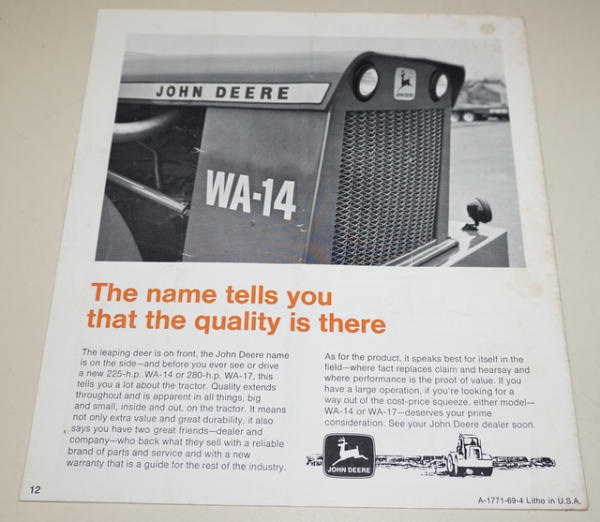 JOHN DEERE
JOHN DEERE
WA-14
The name tells you
that the quality is there
The leaping deer is on front, the John Deere name
is on the side—and before you ever see or drive
a new 225-h.p. WA-14 or 280-h.p. WA-17, this
tells you a lot about the tractor. Quality extends
throughout and is apparent in all things, big
and small, inside and out, on the tractor. It means
not only extra value and great durability, it also
says you have two great friends—dealer and
company—who back what they sell with a reliable
brand of parts and service and with a new
warranty that is a guide for the rest of the industry.
As for the product, it speaks best for itself in the
field—where fact replaces claim and hearsay and
where performance is the proof of value. If you
have a large operation, if you're looking for a
way out of the cost-price squeeze, either model—
WA-14 or WA-17—deserves your prime
consideration. See your John Deere dealer soon.
JOHN DEERE
12
A-1771-69-4 Litho in U.S.A.